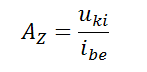 A_Z = u_ki / i_be